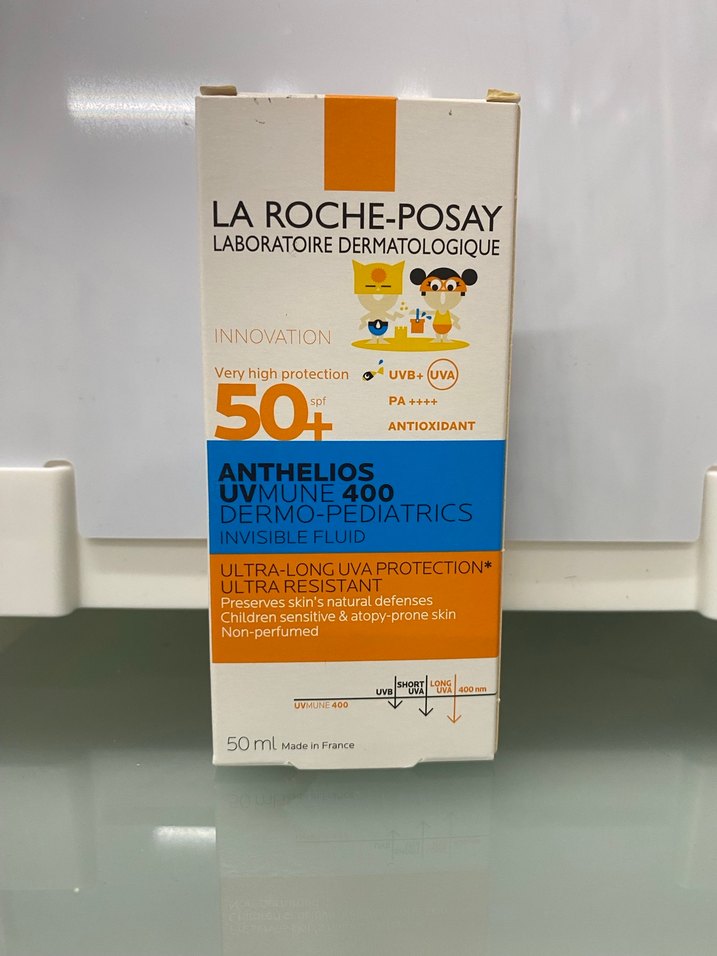 LA ROCHE-POSAY
LABORATOIRE DERMATOLOGIQUE
INNOVATION
Very high protection
50+ spf
UVB+ UVA
PA ++++
ANTIOXIDANT
ANTHELIOS
UVMUNE 400
DERMO-PEDIATRICS
INVISIBLE FLUID
ULTRA-LONG UVA PROTECTION*
ULTRA RESISTANT
Preserves skin's natural defenses
Children sensitive & atopy-prone skin
Non-perfumed
UVB SHORT UVA LONG UVA 400 nm
UVMUNE 400
50 ml Made in France